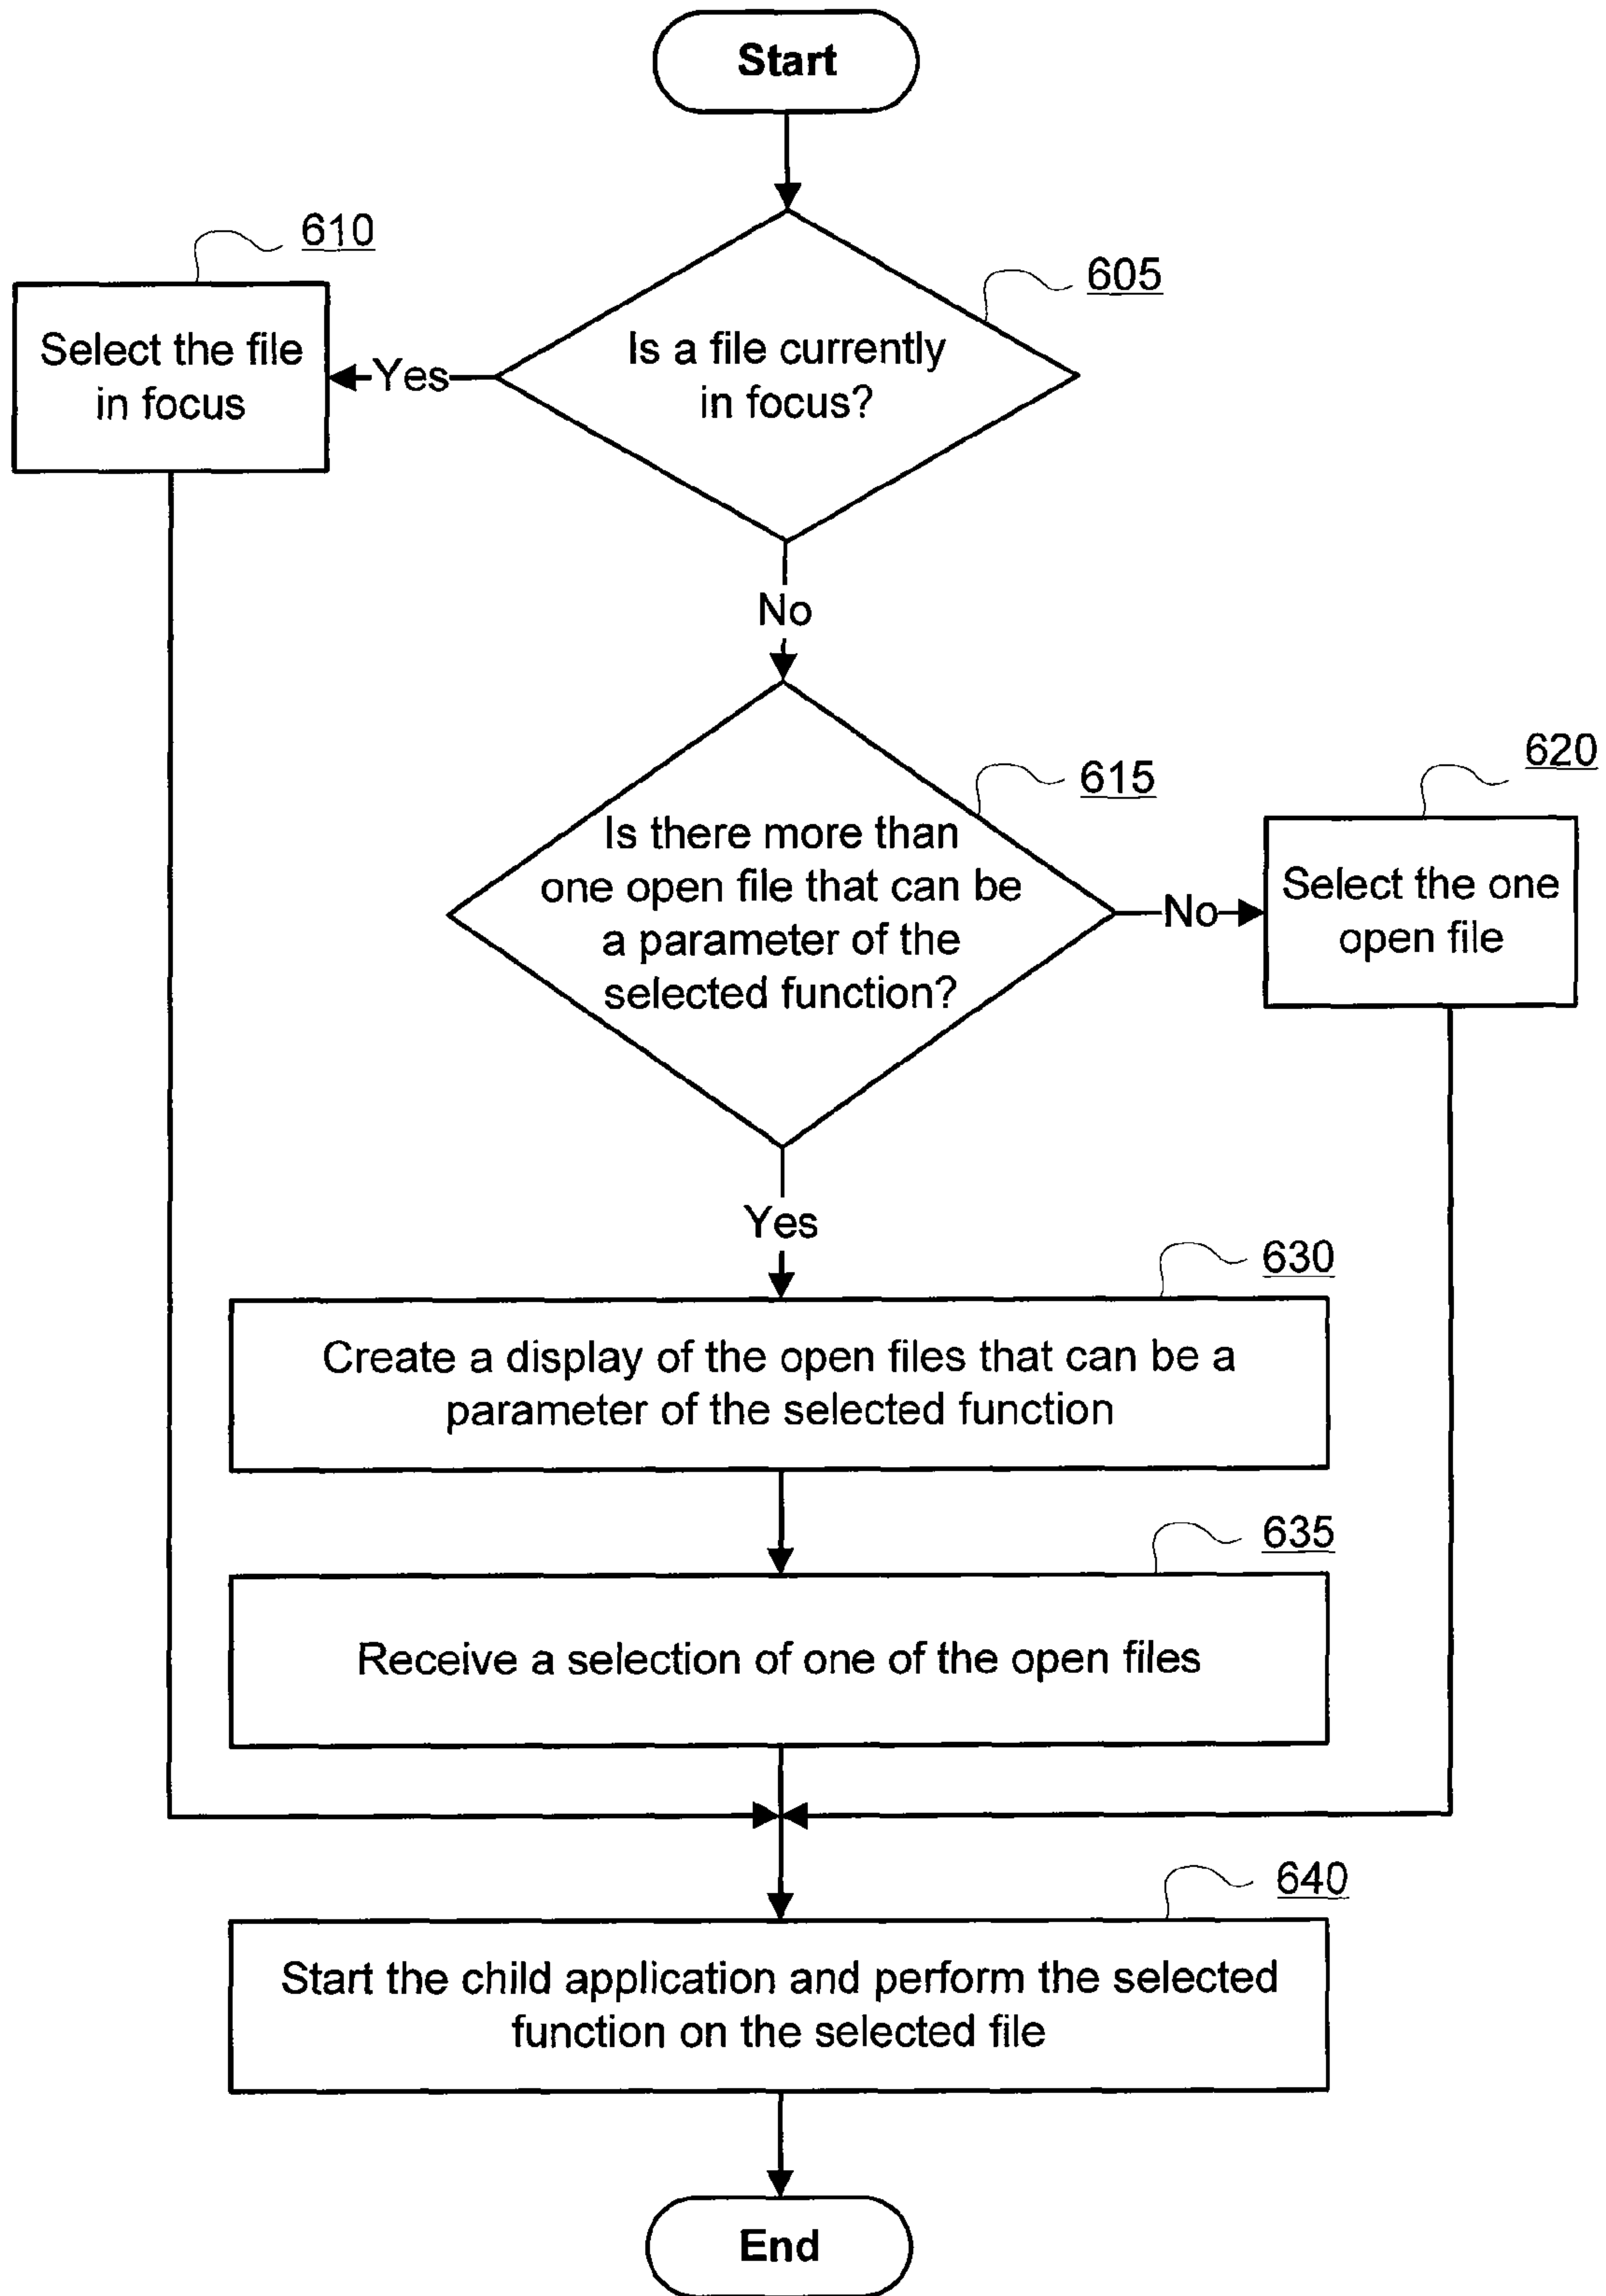 Start
610
605
Select the file
in focus
Yes
Is a file currently
in focus?
No
615
620
Is there more than
one open file that can be
a parameter of the
selected function?
No
Select the one
open file
Yes
630
Create a display of the open files that can be a
parameter of the selected function
635
Receive a selection of one of the open files
640
Start the child application and perform the selected
function on the selected file
End